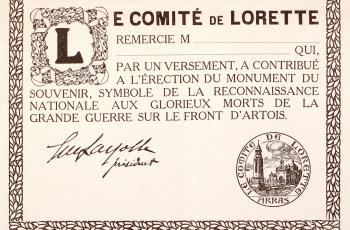 LE COMITÉ DE LORETTE
REMERCIE M
QUI,
PAR UN VERSEMENT, A CONTRIBUÉ
A L'ÉRECTION DU MONUMENT DU
SOUVENIR, SYMBOLE DE LA RECONNAISSANCE
NATIONALE AUX GLORIEUX MORTS DE LA
GRANDE GUERRE SUR LE FRONT D'ARTOIS.
président
LE COMITÉ DE LORETTE
ARRAS